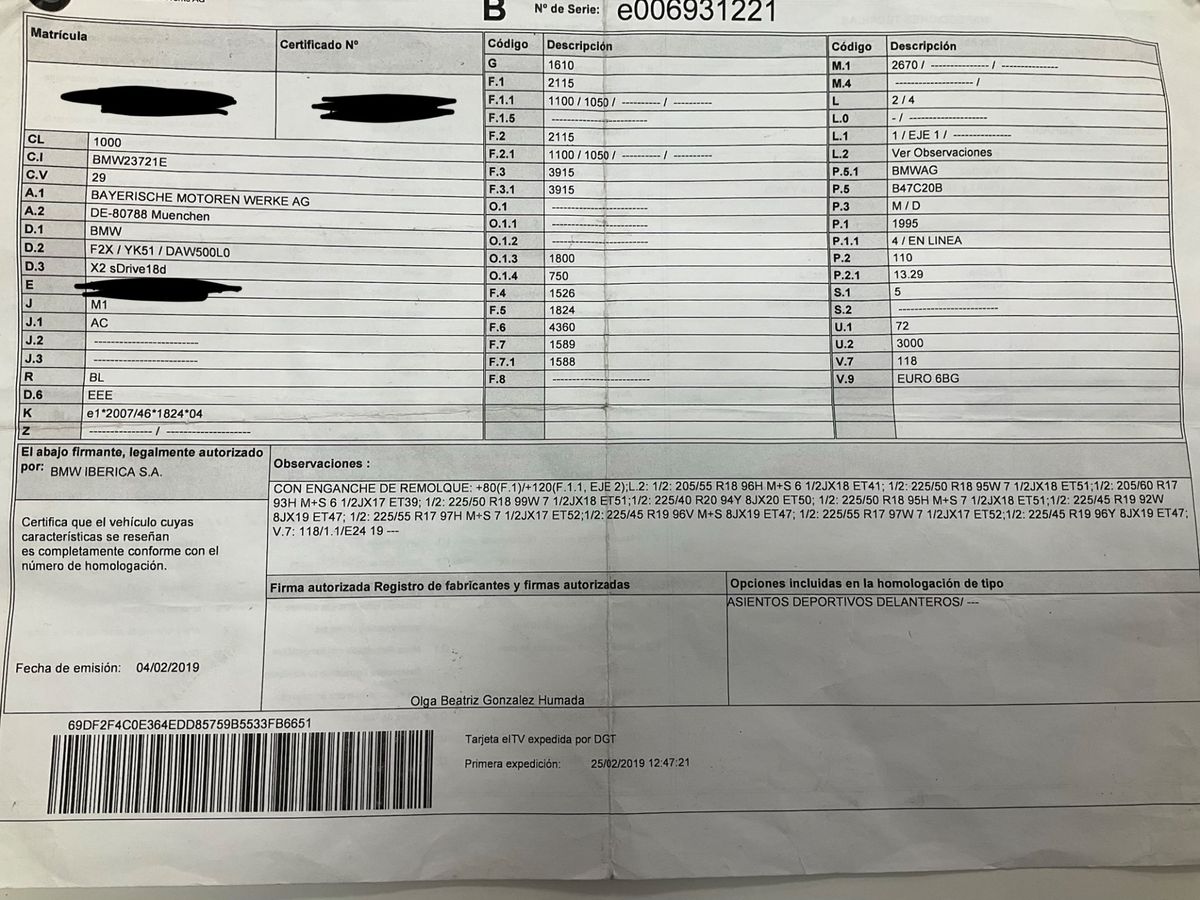 B Nº de Serie: e006931221
Matrícula
Certificado Nº
CL 1000
C.I BMW23721E
C.V 29
A.1 BAYERISCHE MOTOREN WERKE AG
A.2 DE-80788 Muenchen
D.1 BMW
D.2 F2X / YK51 / DAW500L0
D.3 X2 sDrive18d
E
J M1
J.1 AC
J.2 -------------------------
J.3 -------------------------
R BL
D.6 EEE
K e1*2007/46*1824*04
Z --------------- / --------------------
Código Descripción
G 1610
F.1 2115
F.1.1 1100 / 1050 / ---------- / ----------
F.1.5 -------------------------
F.2 2115
F.2.1 1100 / 1050 / ---------- / ----------
F.3 3915
F.3.1 3915
O.1 -------------------------
O.1.1 -------------------------
O.1.2 -------------------------
O.1.3 1800
O.1.4 750
F.4 1526
F.5 1824
F.6 4360
F.7 1589
F.7.1 1588
F.8 -------------------------
Código Descripción
M.1 2670 / --------------- / ---------------
M.4 -------------------- /
L 2 / 4
L.0 - / --------------------
L.1 1 / EJE 1 / ---------------
L.2 Ver Observaciones
P.5.1 BMWAG
P.5 B47C20B
P.3 M / D
P.1 1995
P.1.1 4 / EN LINEA
P.2 110
P.2.1 13.29
S.1 5
S.2 -------------------------
U.1 72
U.2 3000
V.7 118
V.9 EURO 6BG
El abajo firmante, legalmente autorizado
por: BMW IBERICA S.A.
Certifica que el vehículo cuyas
características se reseñan
es completamente conforme con el
número de homologación.
Fecha de emisión: 04/02/2019
Observaciones :
CON ENGANCHE DE REMOLQUE: +80(F.1)/+120(F.1.1, EJE 2);L.2: 1/2: 205/55 R18 96H M+S 6 1/2JX18 ET41; 1/2: 225/50 R18 95W 7 1/2JX18 ET51;1/2: 205/60 R17
93H M+S 6 1/2JX17 ET39; 1/2: 225/50 R18 99W 7 1/2JX18 ET51;1/2: 225/40 R20 94Y 8JX20 ET50; 1/2: 225/50 R18 95H M+S 7 1/2JX18 ET51;1/2: 225/45 R19 92W
8JX19 ET47; 1/2: 225/55 R17 97H M+S 7 1/2JX17 ET52;1/2: 225/45 R19 96V M+S 8JX19 ET47; 1/2: 225/55 R17 97W 7 1/2JX17 ET52;1/2: 225/45 R19 96Y 8JX19 ET47;
V.7: 118/1.1/E24 19 ---
Firma autorizada Registro de fabricantes y firmas autorizadas
Olga Beatriz Gonzalez Humada
Opciones incluidas en la homologación de tipo
ASIENTOS DEPORTIVOS DELANTEROS/ ---
69DF2F4C0E364EDD85759B5533FB6651
Tarjeta eITV expedida por DGT
Primera expedición: 25/02/2019 12:47:21